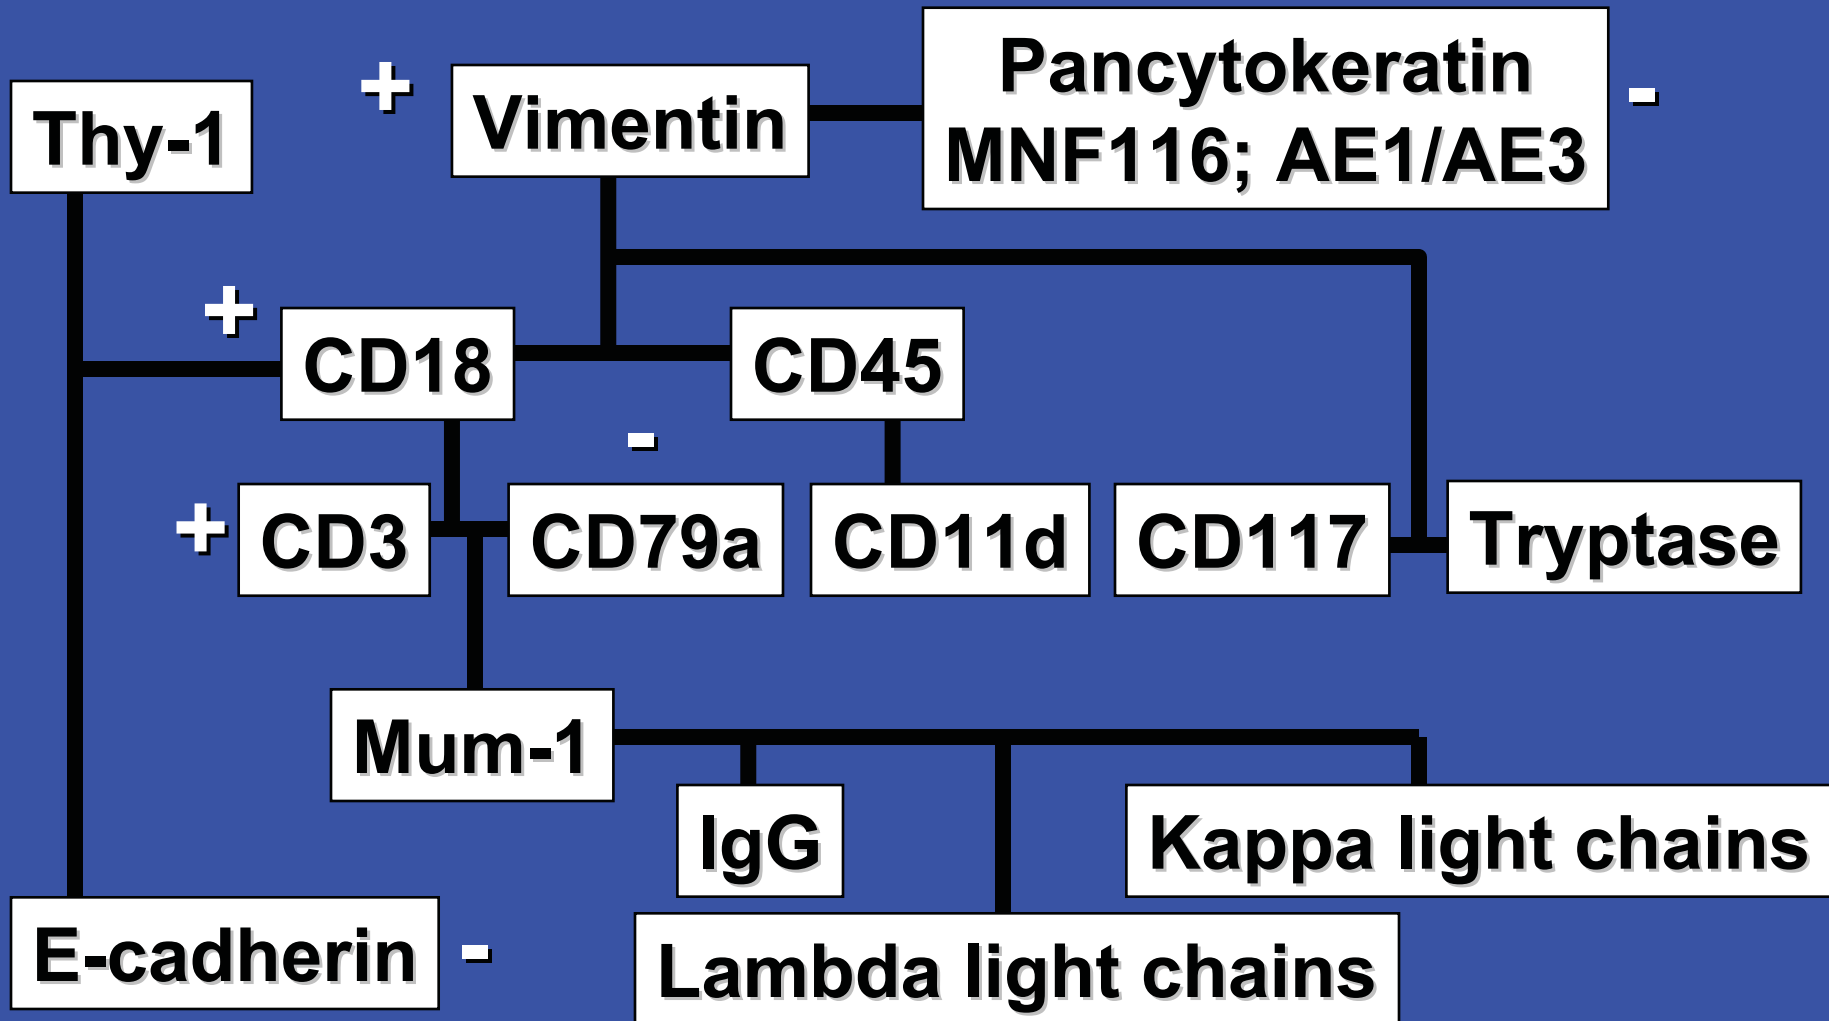 +
Vimentin
Pancytokeratin
MNF116; AE1/AE3
-
Thy-1
+
CD18
CD45
-
+
CD3
CD79a
CD11d
CD117
Tryptase
Mum-1
IgG
Kappa light chains
E-cadherin
-
Lambda light chains